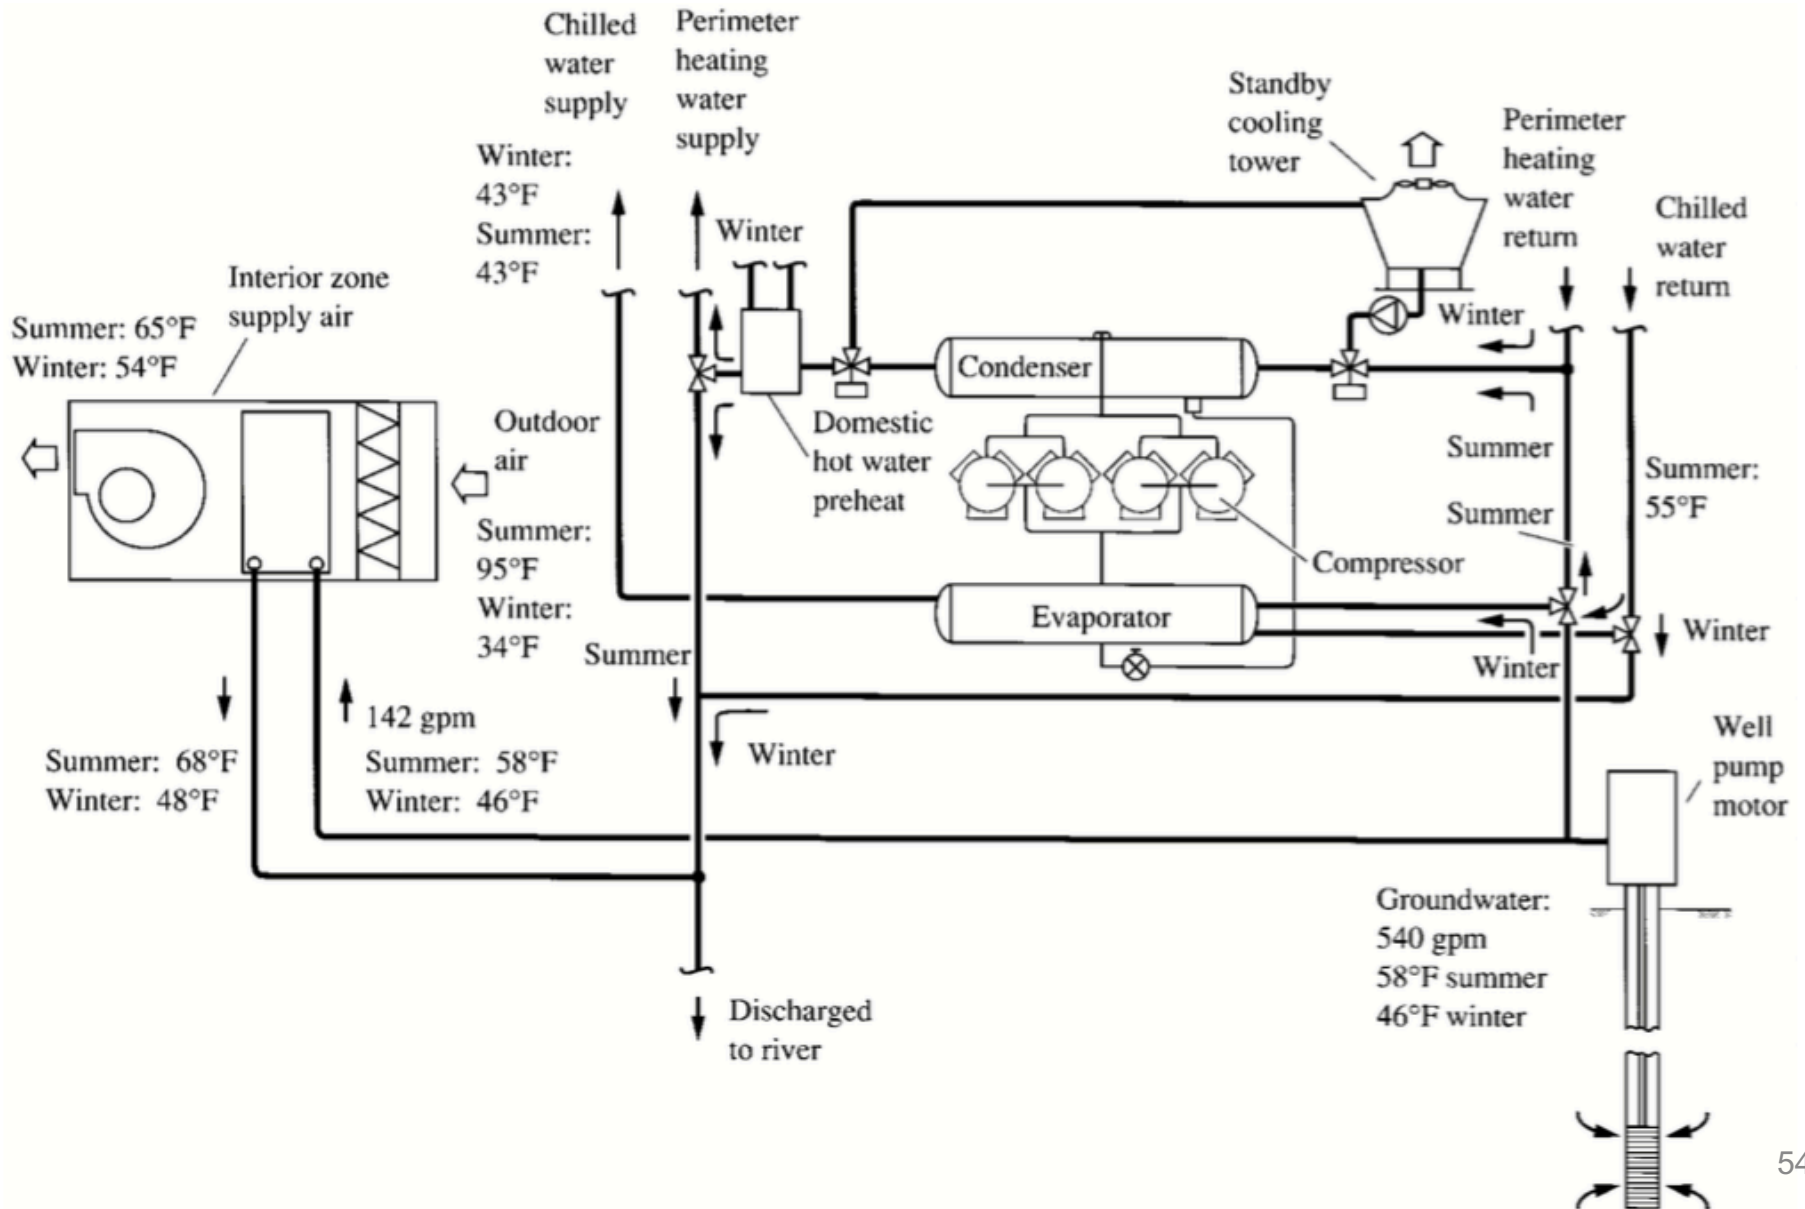 Chilled
water
supply
Perimeter
heating
water
supply
Winter:
43°F
Summer:
43°F
Winter
Standby
cooling
tower
Perimeter
heating
water
return
Chilled
water
return
Interior zone
supply air
Summer: 65°F
Winter: 54°F
Outdoor
air
Summer:
95°F
Winter:
34°F
Winter
Condenser
Domestic
hot water
preheat
Summer
Summer
Summer:
55°F
Compressor
Evaporator
Winter
Winter
Summer
142 gpm
Summer: 68°F
Winter: 48°F
Summer: 58°F
Winter: 46°F
Winter
Well
pump
motor
Groundwater:
540 gpm
58°F summer
46°F winter
Discharged
to river
54